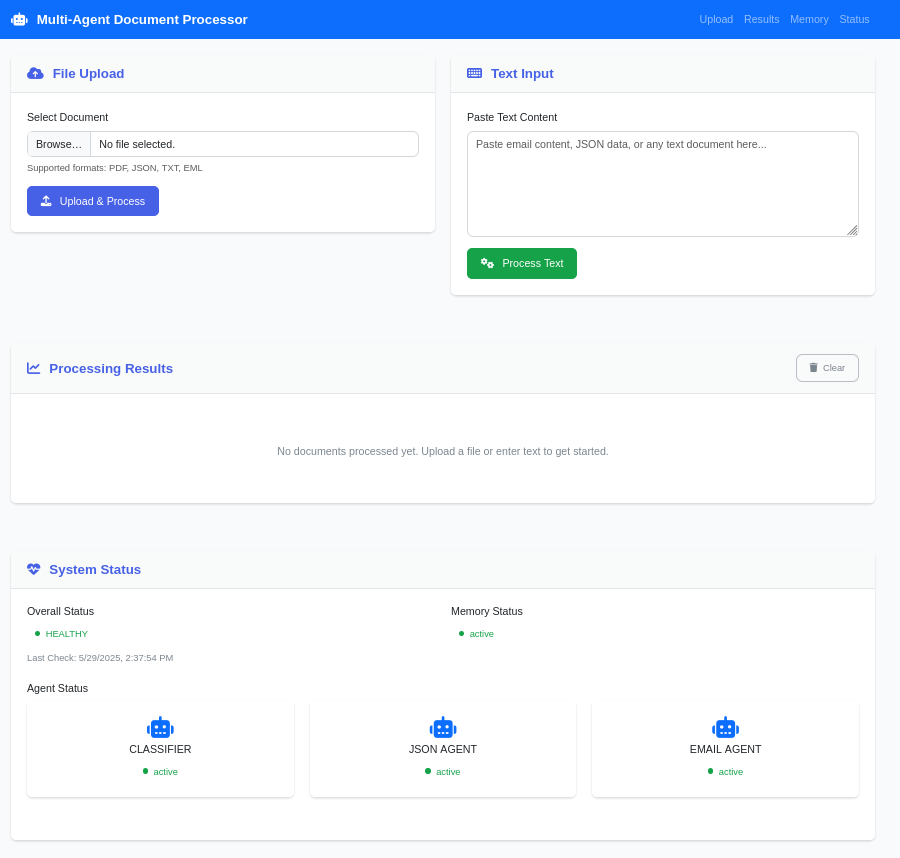 Multi-Agent Document Processor
Upload Results Memory Status
File Upload
Select Document
Browse... No file selected.
Supported formats: PDF, JSON, TXT, EML
Upload & Process
Text Input
Paste Text Content
Paste email content, JSON data, or any text document here...
Process Text
Processing Results
Clear
No documents processed yet. Upload a file or enter text to get started.
System Status
Overall Status
HEALTHY
Last Check: 5/29/2025, 2:37:54 PM
Memory Status
active
Agent Status
CLASSIFIER
active
JSON AGENT
active
EMAIL AGENT
active